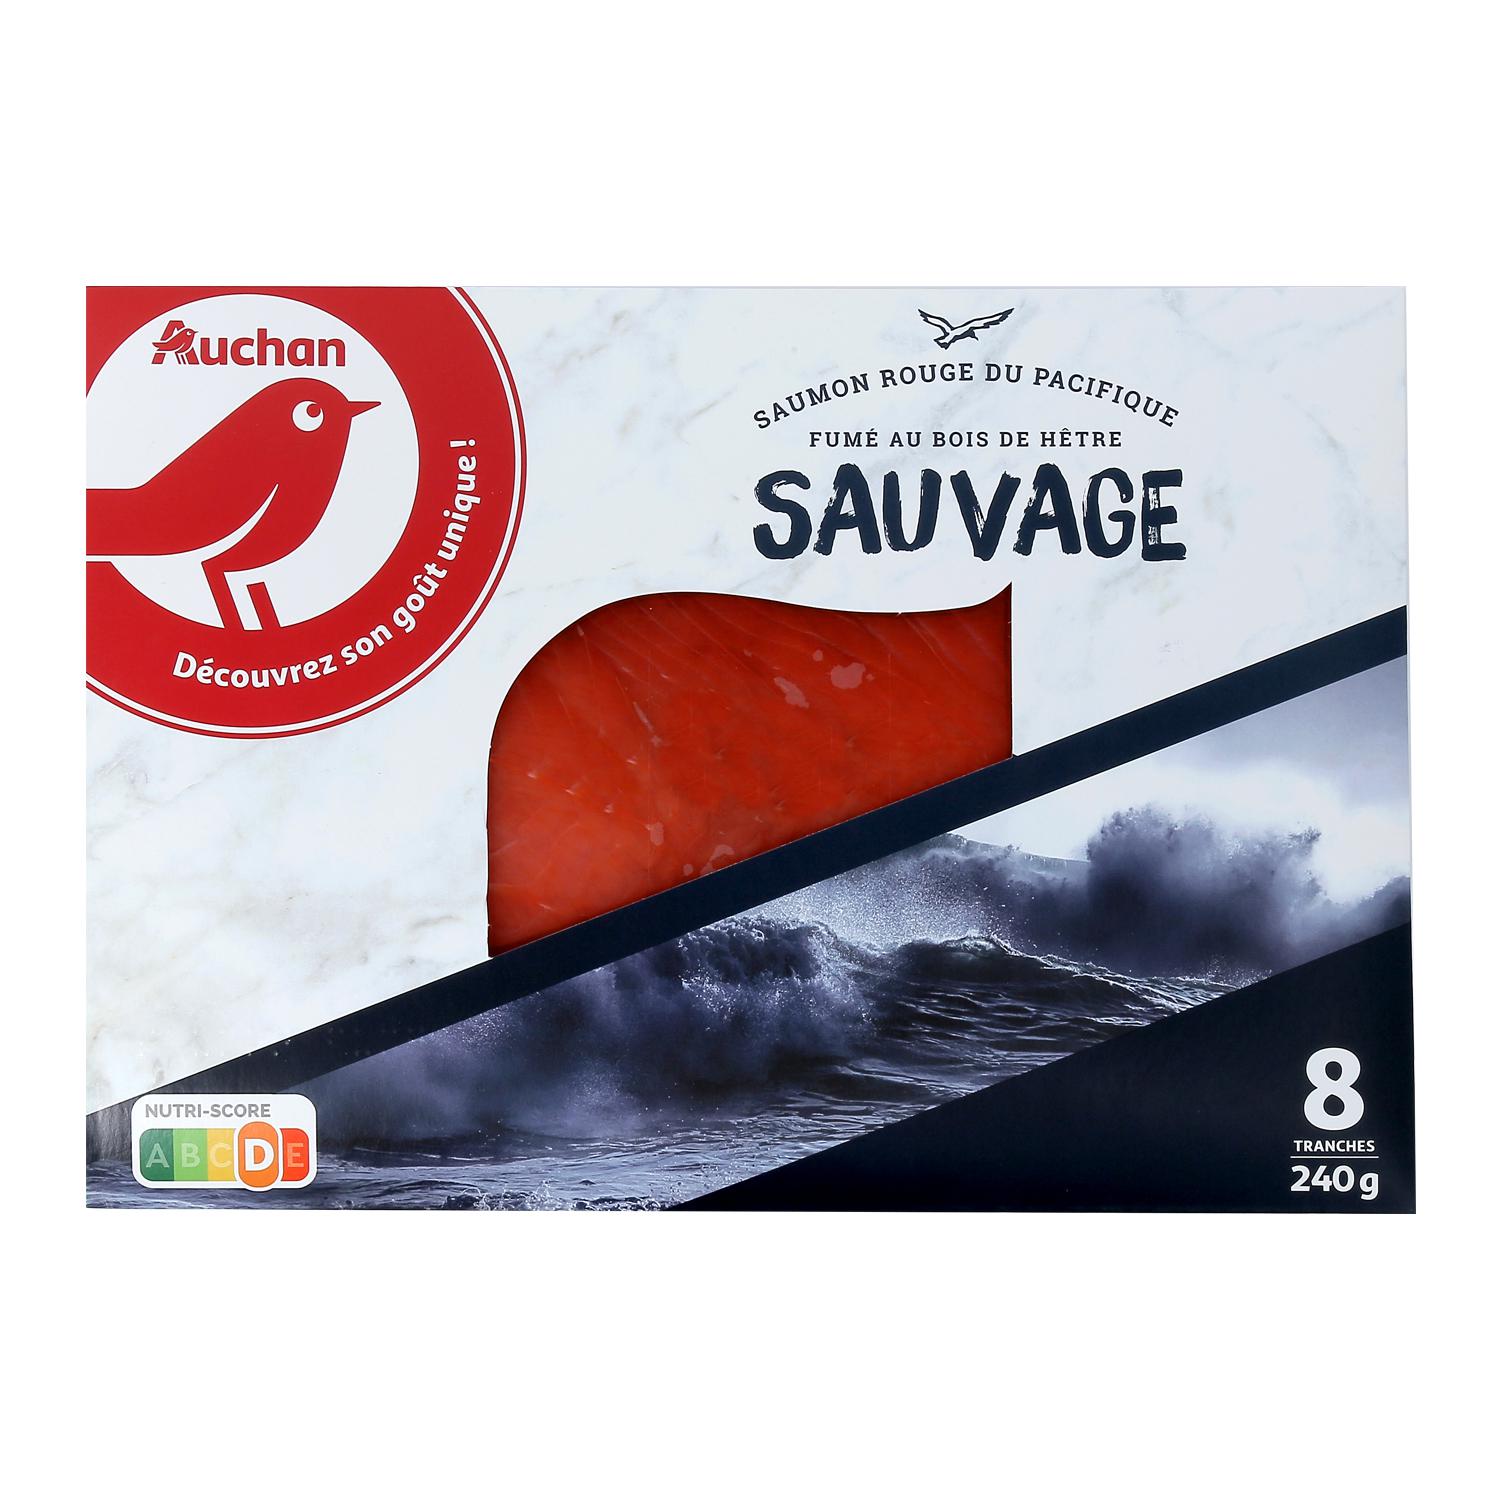 Auchan
Découvrez son goût unique !
SAUMON ROUGE DU PACIFIQUE
FUMÉ AU BOIS DE HÊTRE
SAUVAGE
NUTRI-SCORE
A B C D E
8
TRANCHES
240 g